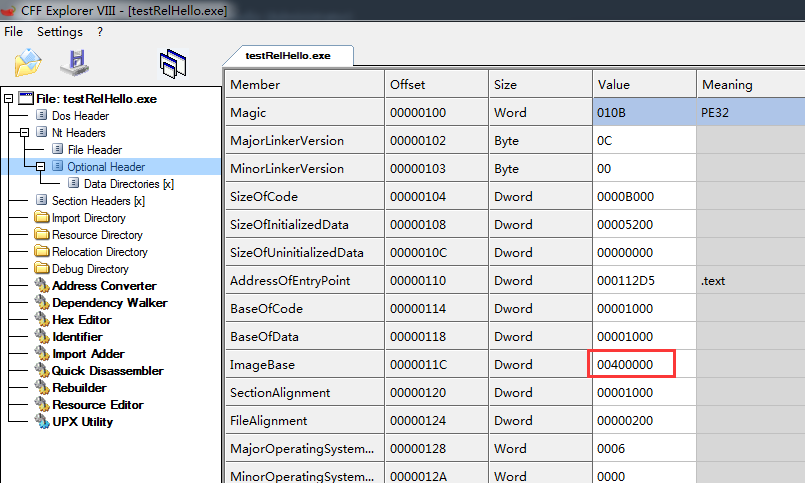 CFF Explorer VIII - [testRelHello.exe]
File Settings ?
testRelHello.exe
File: testRelHello.exe
Dos Header
Nt Headers
File Header
Optional Header
Data Directories [x]
Section Headers [x]
Import Directory
Resource Directory
Relocation Directory
Debug Directory
Address Converter
Dependency Walker
Hex Editor
Identifier
Import Adder
Quick Disassembler
Rebuilder
Resource Editor
UPX Utility
Member Offset Size Value Meaning
Magic 00000100 Word 010B PE32
MajorLinkerVersion 00000102 Byte 0C
MinorLinkerVersion 00000103 Byte 00
SizeOfCode 00000104 Dword 0000B000
SizeOfInitializedData 00000108 Dword 00005200
SizeOfUninitializedData 0000010C Dword 00000000
AddressOfEntryPoint 00000110 Dword 000112D5 .text
BaseOfCode 00000114 Dword 00001000
BaseOfData 00000118 Dword 00001000
ImageBase 0000011C Dword 00400000
SectionAlignment 00000120 Dword 00001000
FileAlignment 00000124 Dword 00000200
MajorOperatingSystem... 00000128 Word 0006
MinorOperatingSystem... 0000012A Word 0000